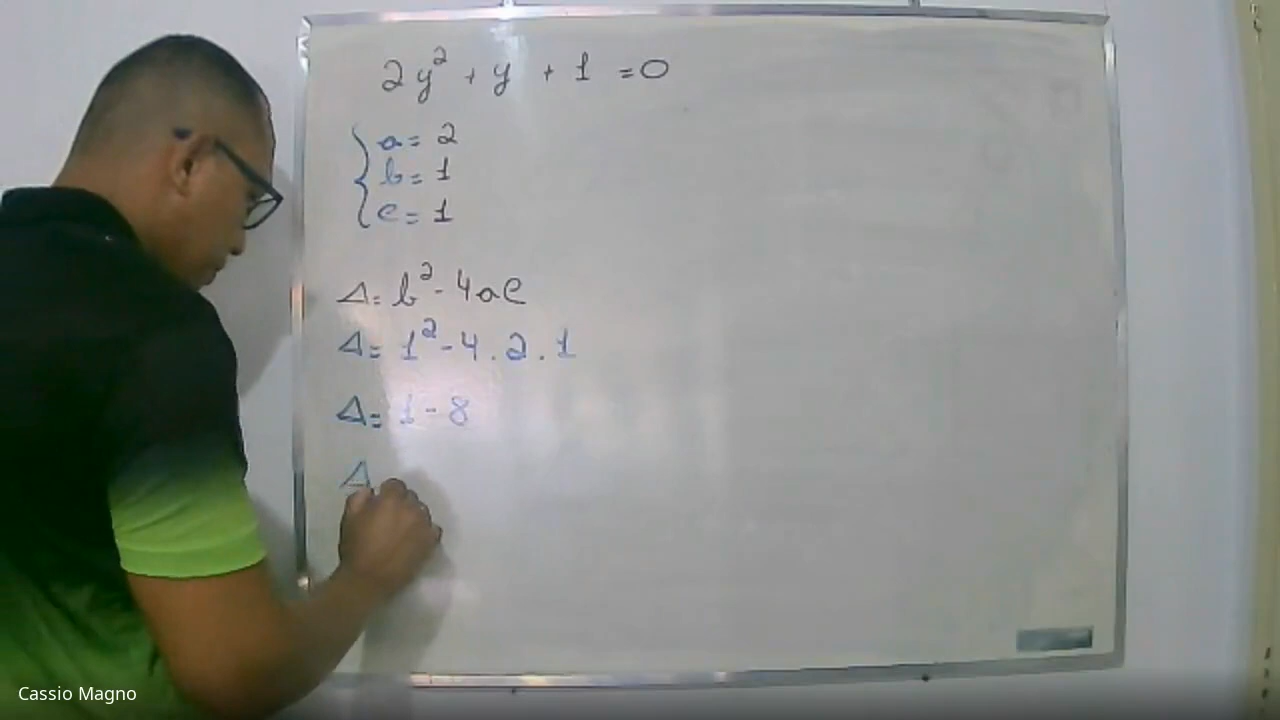 2y² + y + 1 = 0
a = 2
b = 1
c = 1
Δ = b² - 4ac
Δ = 1² - 4 . 2 . 1
Δ = 1 - 8
Δ
Cassio Magno